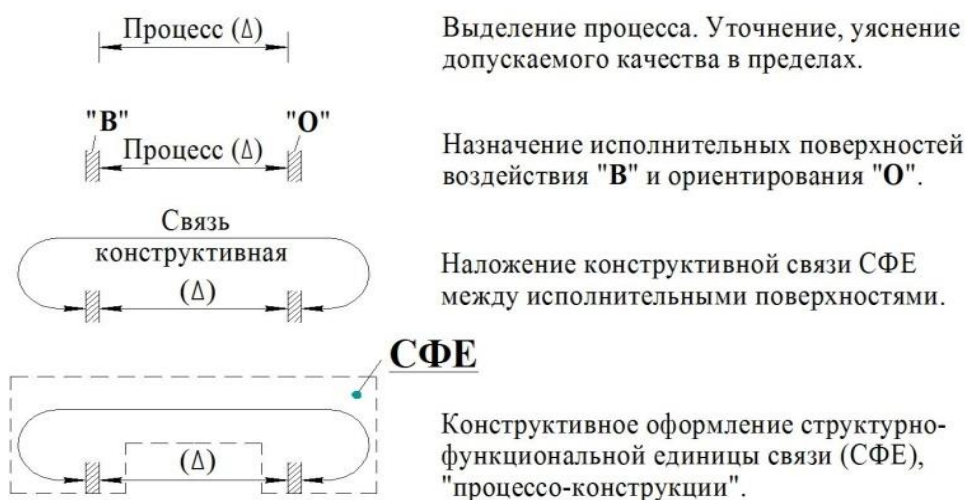 Процесс (Δ)
Выделение процесса. Уточнение, уяснение
допускаемого качества в пределах.
"В" "О"
Процесс (Δ)
Назначение исполнительных поверхностей
воздействия "В" и ориентирования "О".
Связь
конструктивная
(Δ)
Наложение конструктивной связи СФЕ
между исполнительными поверхностями.
СФЕ
(Δ)
Конструктивное оформление структурно-
функциональной единицы связи (СФЕ),
"процессо-конструкции".